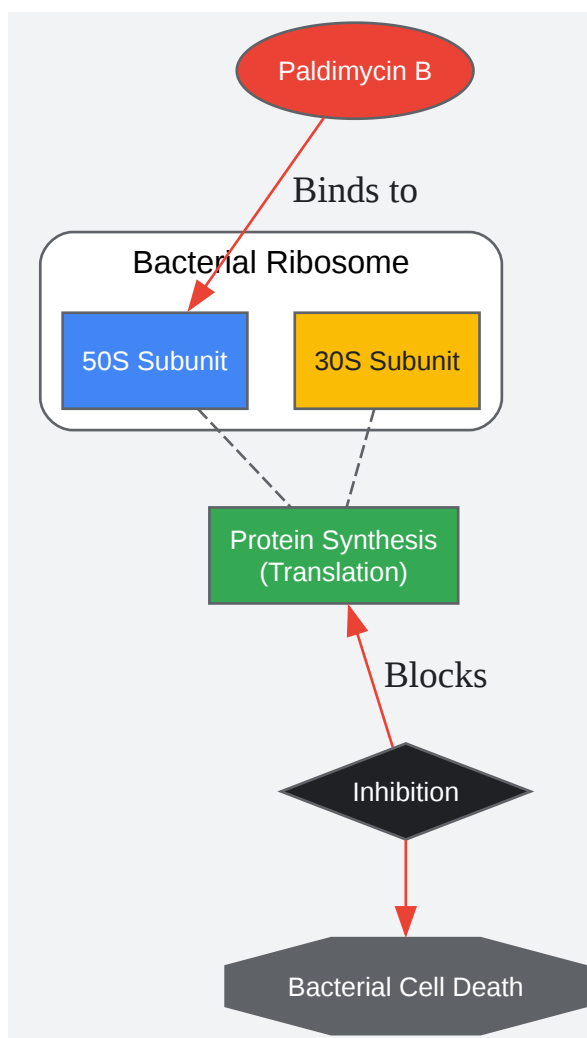 Paldimycin B
Binds to
Bacterial Ribosome
50S Subunit
30S Subunit
Protein Synthesis
(Translation)
Blocks
Inhibition
Bacterial Cell Death